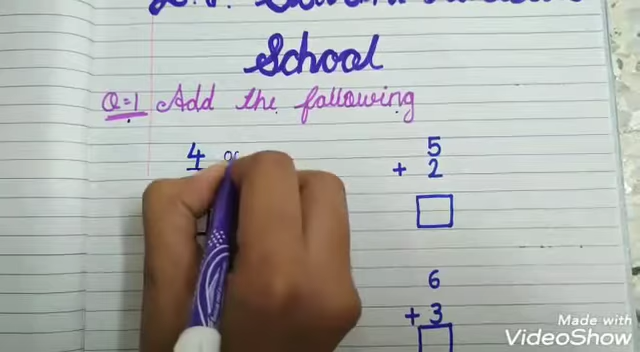 School
Q=1 Add the following
4
5
+ 2
6
+ 3
Made with
VideoShow